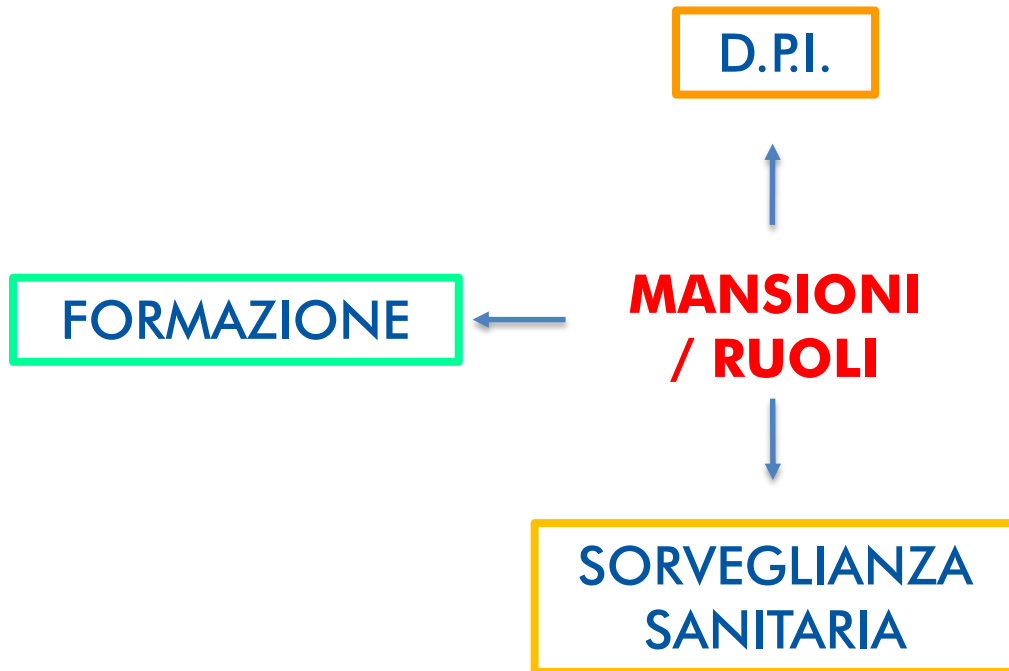 D.P.I.
FORMAZIONE
MANSIONI
/ RUOLI
SORVEGLIANZA
SANITARIA